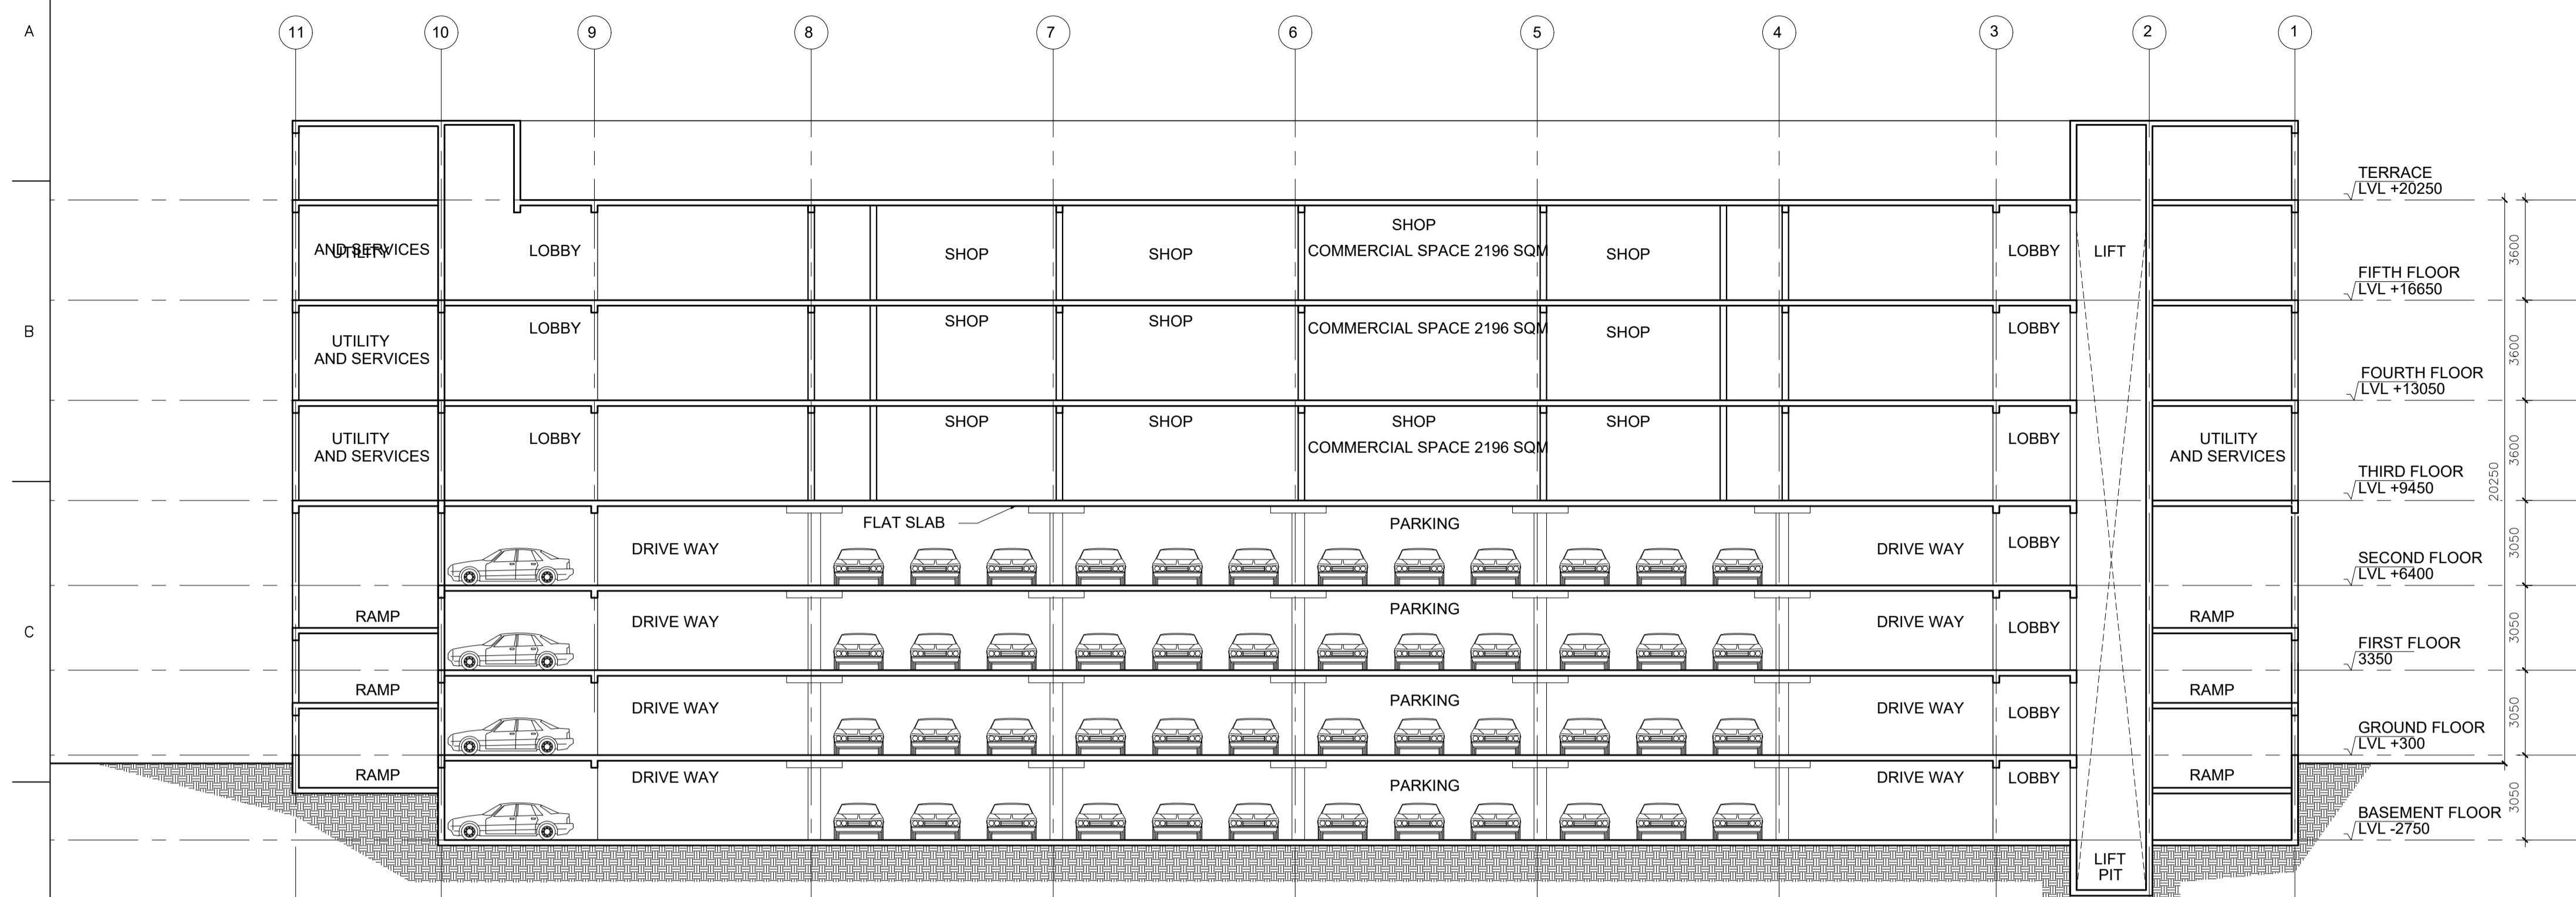 A
11
10
9
8
7
6
5
4
3
2
1
TERRACE
LVL +20250
AND SERVICES
UTILITY
LOBBY
SHOP
SHOP
SHOP
COMMERCIAL SPACE 2196 SQM
SHOP
LOBBY
LIFT
3600
FIFTH FLOOR
LVL +16650
B
UTILITY
AND SERVICES
LOBBY
SHOP
SHOP
COMMERCIAL SPACE 2196 SQM
SHOP
LOBBY
3600
FOURTH FLOOR
LVL +13050
UTILITY
AND SERVICES
LOBBY
SHOP
SHOP
SHOP
COMMERCIAL SPACE 2196 SQM
SHOP
LOBBY
UTILITY
AND SERVICES
3600
THIRD FLOOR
LVL +9450
20250
FLAT SLAB
PARKING
DRIVE WAY
DRIVE WAY
LOBBY
3050
SECOND FLOOR
LVL +6400
C
RAMP
DRIVE WAY
PARKING
DRIVE WAY
LOBBY
RAMP
3050
FIRST FLOOR
3350
RAMP
DRIVE WAY
PARKING
DRIVE WAY
LOBBY
RAMP
3050
GROUND FLOOR
LVL +300
RAMP
DRIVE WAY
PARKING
DRIVE WAY
LOBBY
RAMP
3050
BASEMENT FLOOR
LVL -2750
LIFT
PIT